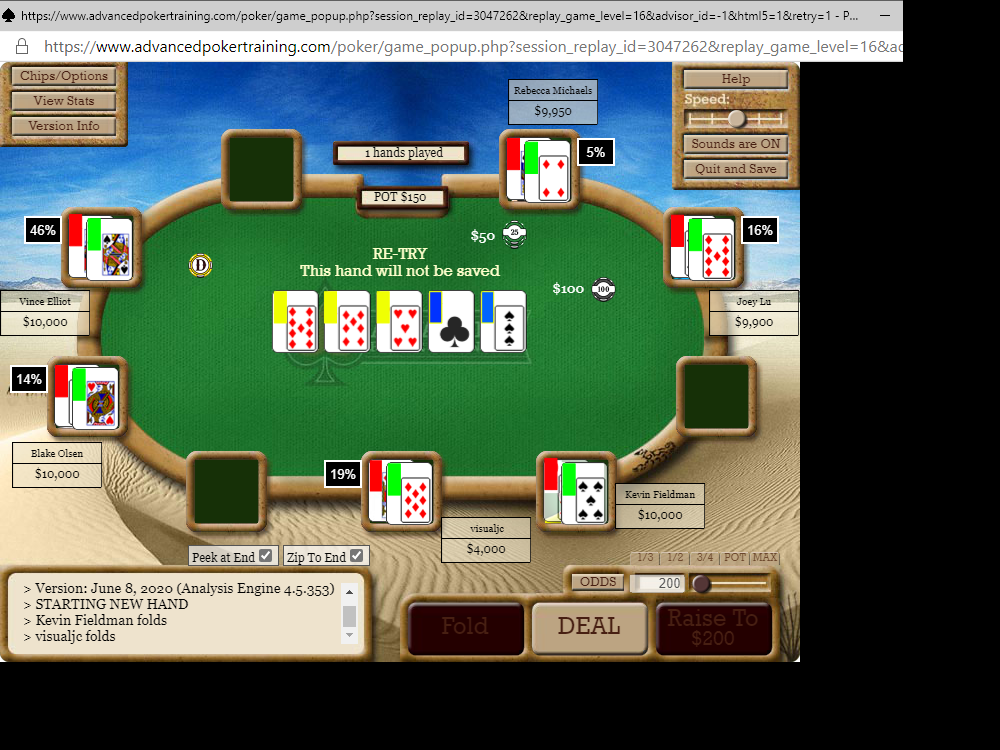 https://www.advancedpokertraining.com/poker/game_popup.php?session_replay_id=3047262&replay_game_level=16&advisor_id=-1&html5=1&retry=1 - P...
https://www.advancedpokertraining.com/poker/game_popup.php?session_replay_id=3047262&replay_game_level=16&ad
Chips/Options
View Stats
Version Info
Rebecca Michaels
$9,950
Help
Speed:
Sounds are ON
Quit and Save
1 hands played
5%
POT $150
46%
16%
$50
25
D
RE-TRY
This hand will not be saved
$100
100
Vince Elliot
$10,000
Joey Lu
$9,900
14%
Blake Olsen
$10,000
19%
Kevin Fieldman
$10,000
visualjc
$4,000
Peek at End
Zip To End
1/3 1/2 3/4 POT MAX
ODDS
200
> Version: June 8, 2020 (Analysis Engine 4.5.353)
> STARTING NEW HAND
> Kevin Fieldman folds
> visualjc folds
Fold
DEAL
Raise To
$200